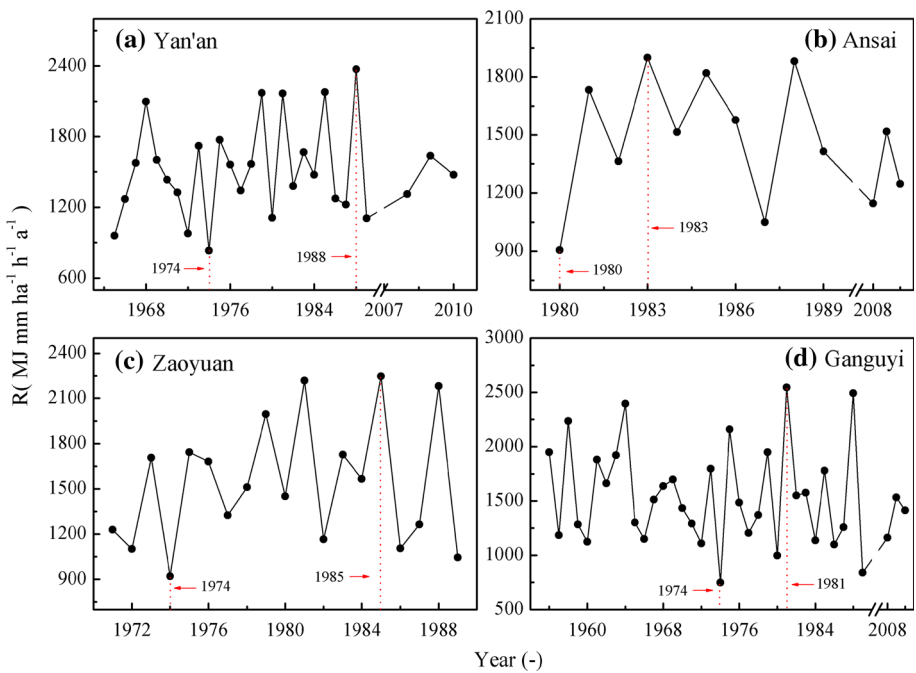 R( MJ mm ha⁻¹ h⁻¹ a⁻¹ )
(a) Yan'an
2400
1800
1200
600
1974
1988
1968 1976 1984 2007 2010
(b) Ansai
2100
1800
1500
1200
900
1983
1980
1980 1983 1986 1989 2008
(c) Zaoyuan
2400
2100
1800
1500
1200
900
1974
1985
1972 1976 1980 1984 1988
(d) Ganguyi
3000
2500
2000
1500
1000
500
1974
1981
1960 1968 1976 1984 2008
Year (-)